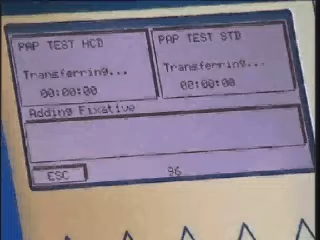 PAP TEST HCD
Transferring...
00:00:00
PAP TEST STD
Transferring...
00:00:00
Adding Fixative
ESC
96